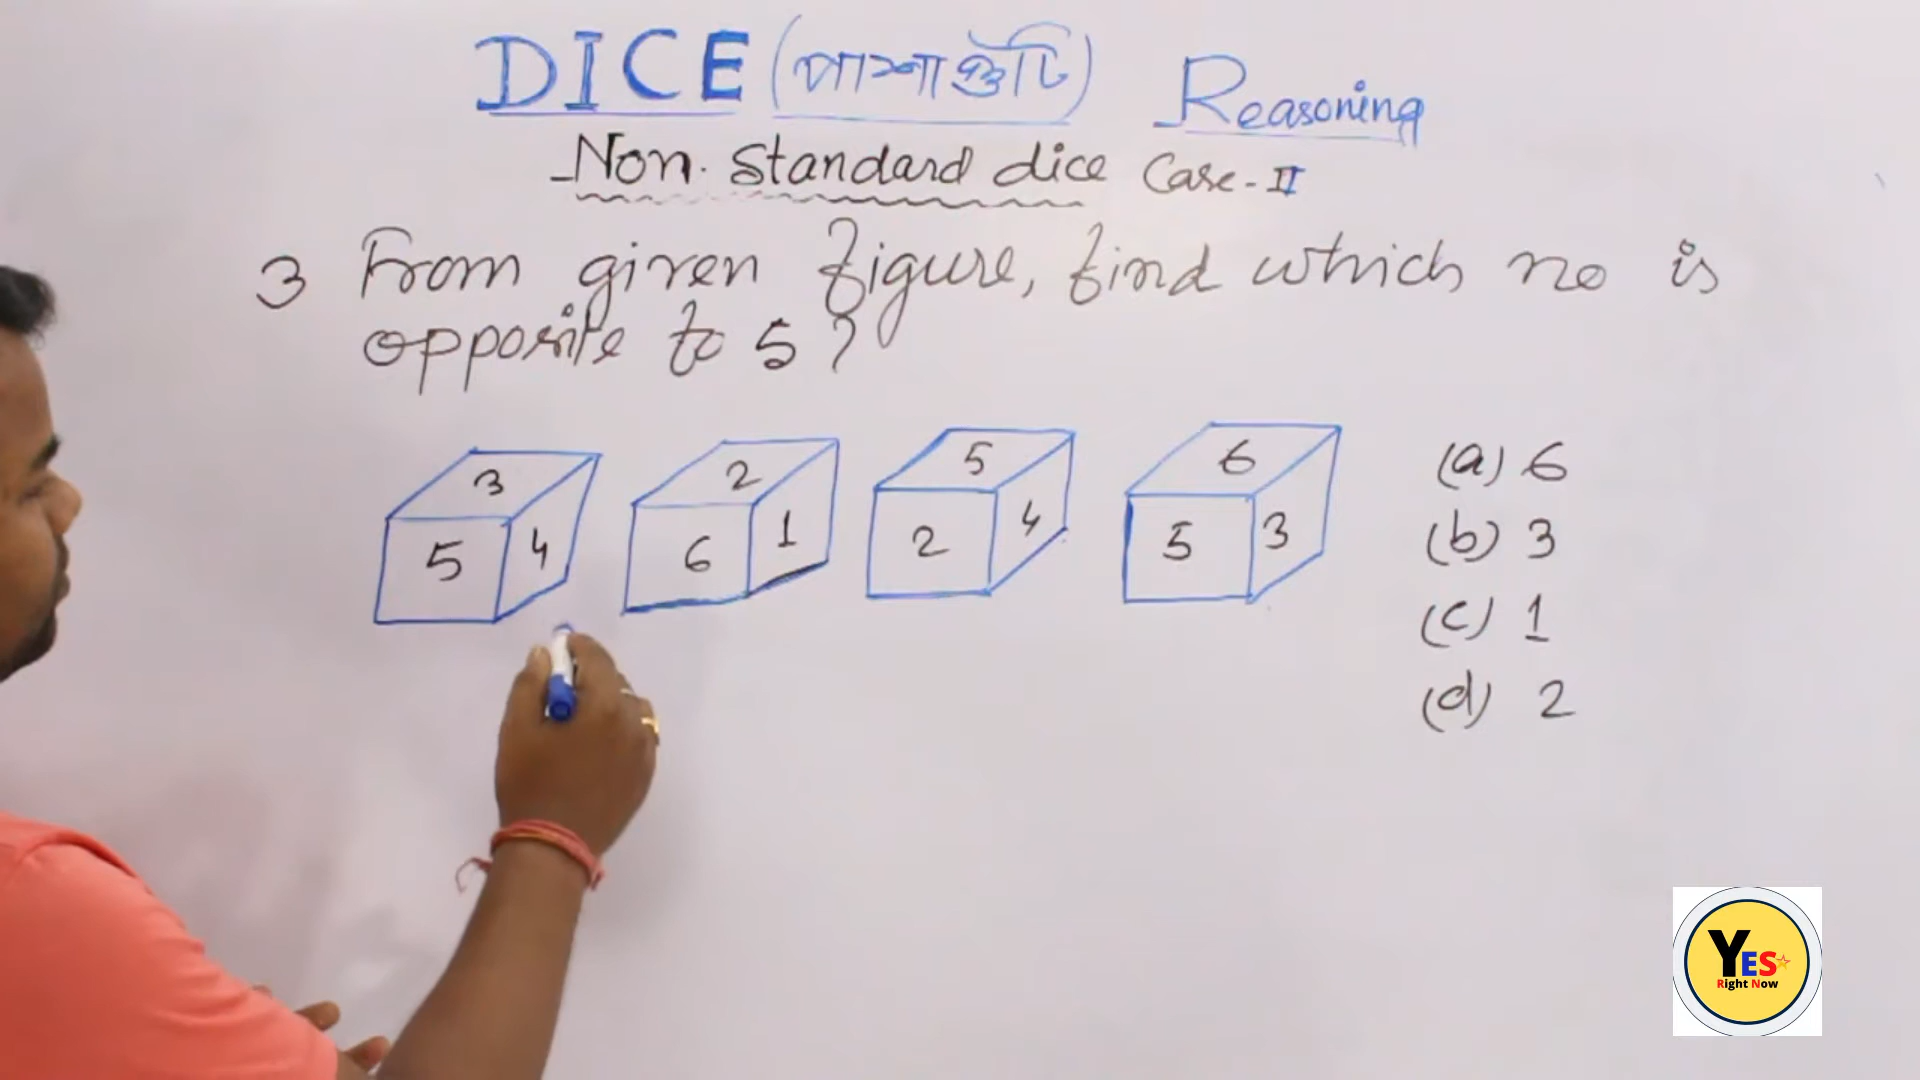 DICE (পাশা গুটি) Reasoning
Non. Standard dice Case-II
3 From given figure, find which no is
opposite to 5?
3 5 4
2 6 1
5 2 4
6 5 3
(a) 6
(b) 3
(c) 1
(d) 2
YES
Right Now